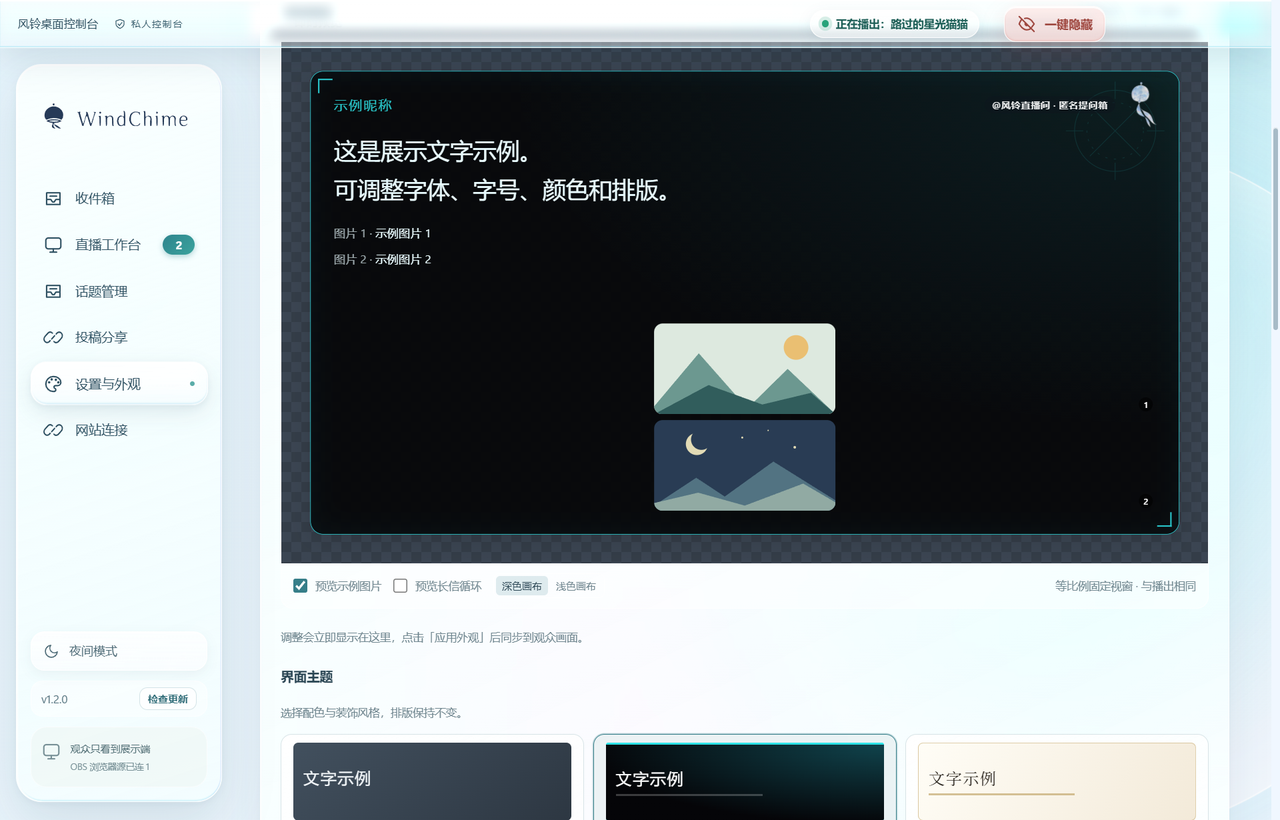 风铃桌面控制台
私人控制台
正在播出：路过的星光猫猫
一键隐藏
WindChime
收件箱
直播工作台
2
话题管理
投稿分享
设置与外观
网站连接
夜间模式
v1.2.0
检查更新
观众只看到展示端
OBS 浏览器源已连 1
示例昵称
@风铃直播间 · 匿名提问箱
这是展示文字示例。
可调整字体、字号、颜色和排版。
图片 1 · 示例图片 1
图片 2 · 示例图片 2
1
2
预览示例图片
预览长信循环
深色画布
浅色画布
等比例固定视窗 · 与播出相同
调整会立即显示在这里，点击「应用外观」后同步到观众画面。
界面主题
选择配色与装饰风格，排版保持不变。
文字示例
文字示例
文字示例